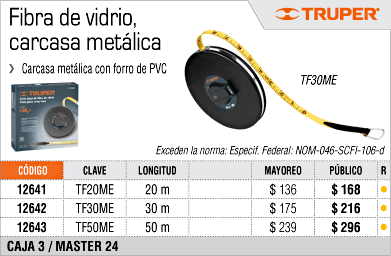 Fibra de vidrio,
carcasa metálica
TRUPER
Carcasa metálica con forro de PVC
TRUPER
TF30ME
Exceden la norma: Especif. Federal: NOM-046-SCFI-106-d
CÓDIGO CLAVE LONGITUD MAYOREO PÚBLICO R
12641 TF20ME 20 m $ 136 $ 168
12642 TF30ME 30 m $ 175 $ 216
12643 TF50ME 50 m $ 239 $ 296
CAJA 3 / MASTER 24